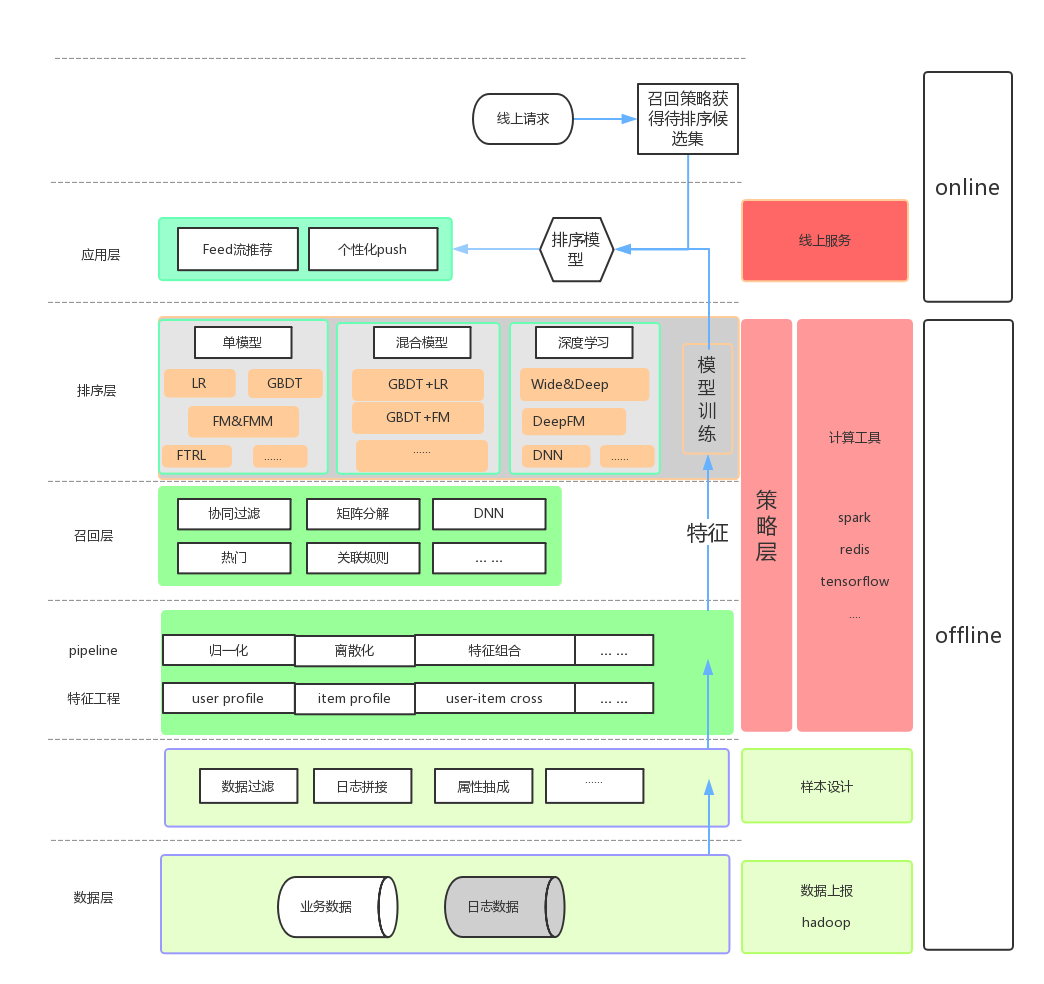 线上请求
召回策略获
得待排序候
选集
online
应用层
Feed流推荐
个性化push
排序模
型
线上服务
排序层
单模型
LR
GBDT
FM&FMM
FTRL
......
混合模型
GBDT+LR
GBDT+FM
......
深度学习
Wide&Deep
DeepFM
DNN
......
模
型
训
练
召回层
协同过滤
矩阵分解
DNN
热门
关联规则
... ...
特征
策
略
层
计算工具
spark
redis
tensorflow
....
offline
pipeline
归一化
离散化
特征组合
... ...
特征工程
user profile
item profile
user-item cross
... ...
数据过滤
日志拼接
属性抽成
......
样本设计
数据层
业务数据
日志数据
数据上报
hadoop